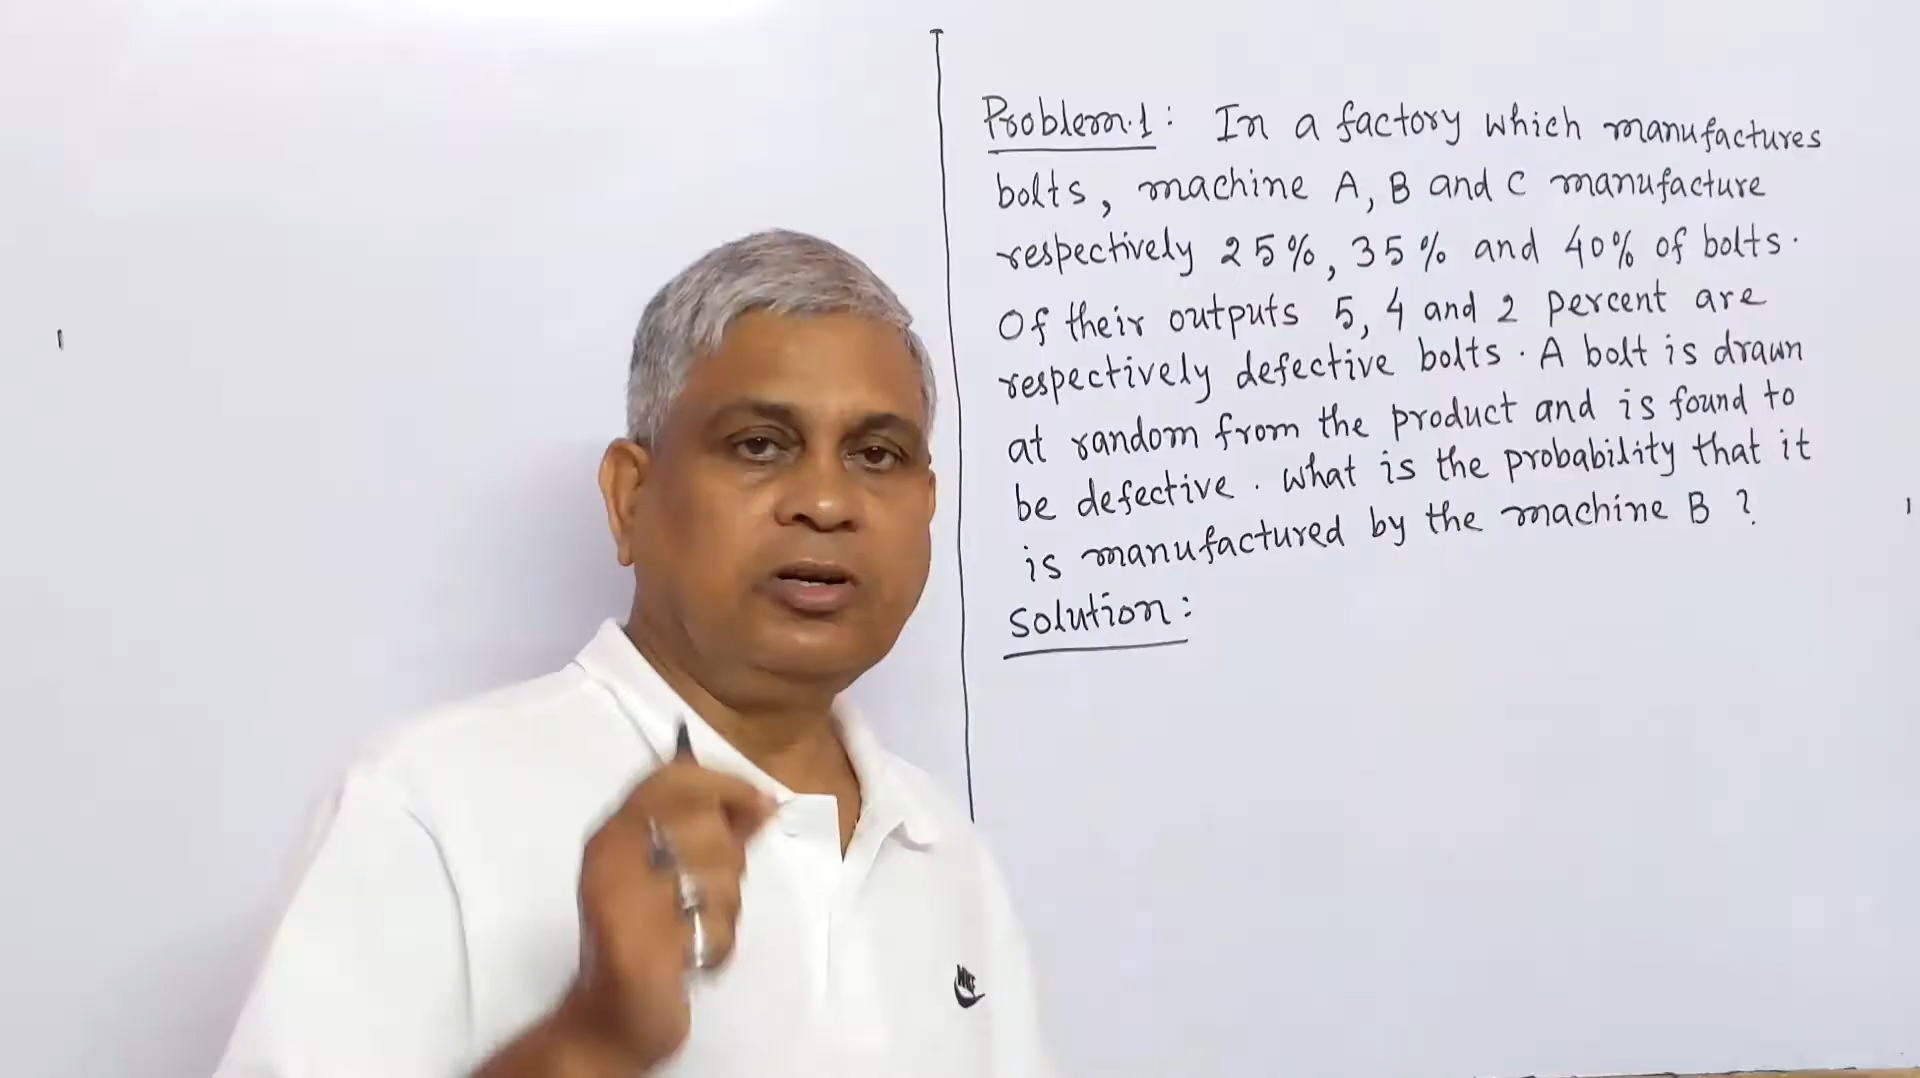 Problem.1: In a factory which manufactures
bolts, machine A, B and C manufacture
respectively 25%, 35% and 40% of bolts.
Of their outputs 5, 4 and 2 percent are
respectively defective bolts. A bolt is drawn
at random from the product and is found to
be defective. What is the probability that it
is manufactured by the machine B?
Solution:
NIKE